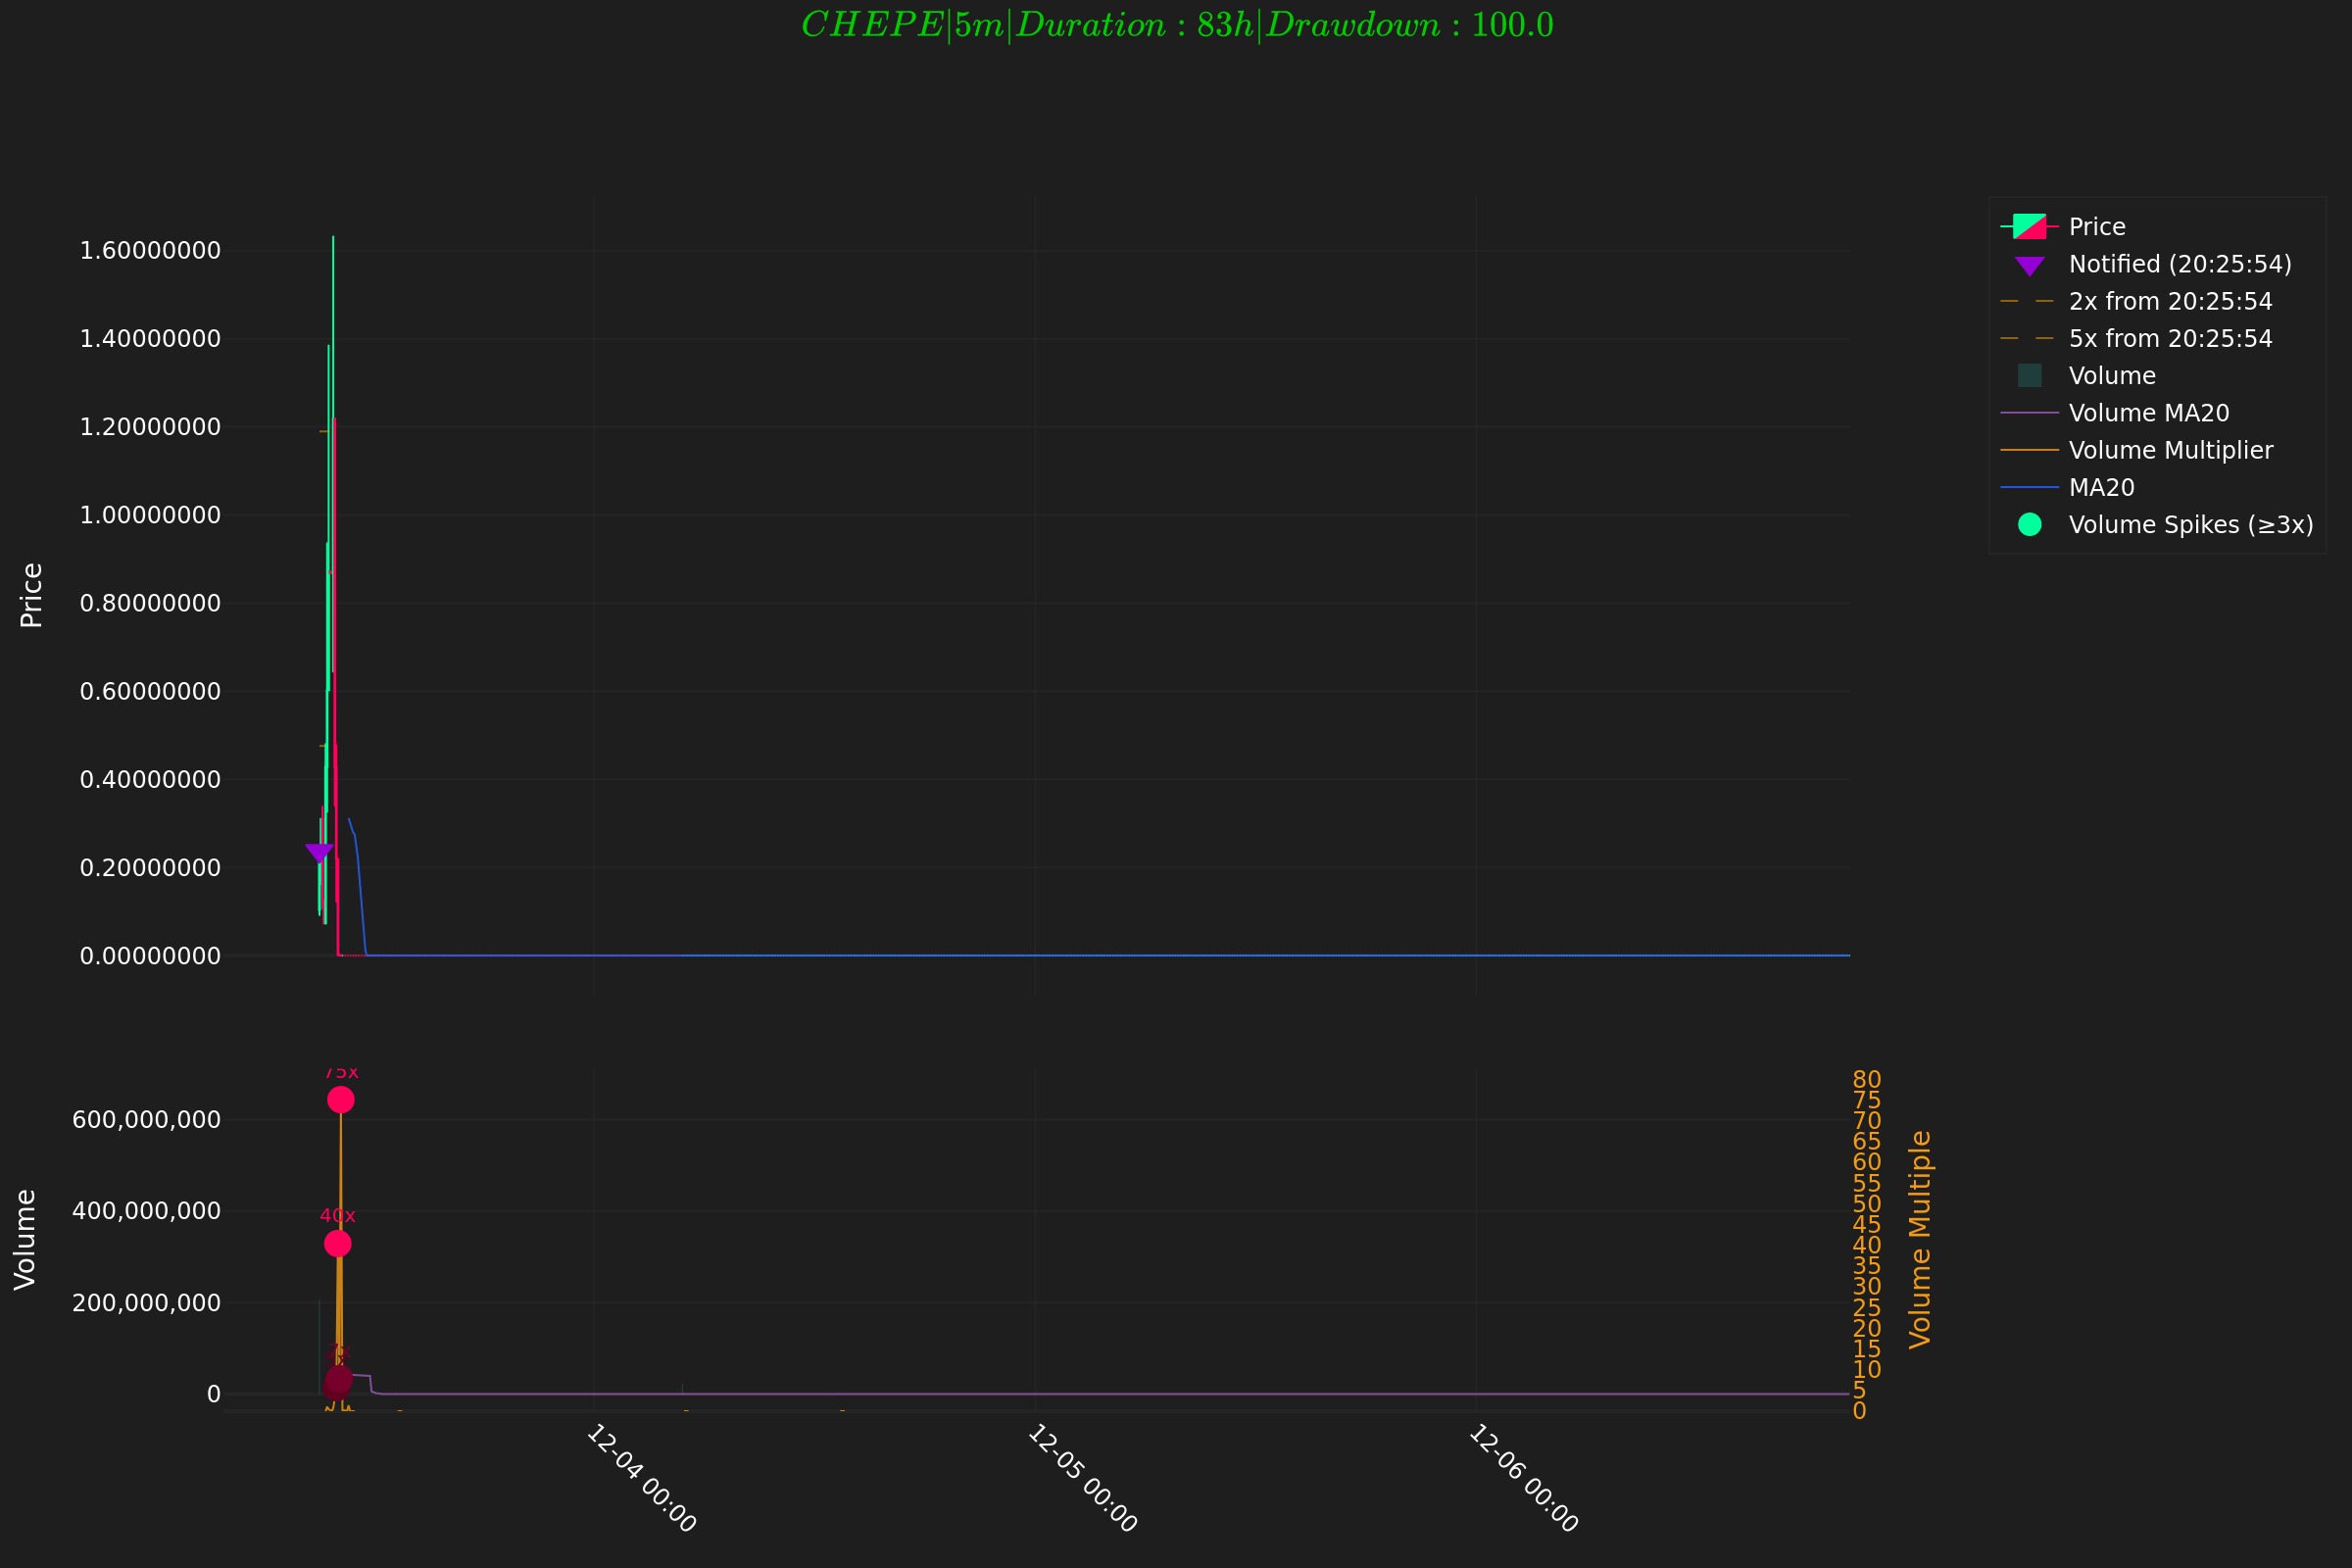 CHEPE|5m|Duration : 83h|Drawdown : 100.0
Price
1.60000000
1.40000000
1.20000000
1.00000000
0.80000000
0.60000000
0.40000000
0.20000000
0.00000000
Price
Notified (20:25:54)
2x from 20:25:54
5x from 20:25:54
Volume
Volume MA20
Volume Multiplier
MA20
Volume Spikes (≥3x)
Volume
600,000,000
400,000,000
200,000,000
0
75x
40x
80
75
70
65
60
55
50
45
40
35
30
25
20
15
10
5
0
Volume Multiple
12-04 00:00
12-05 00:00
12-06 00:00